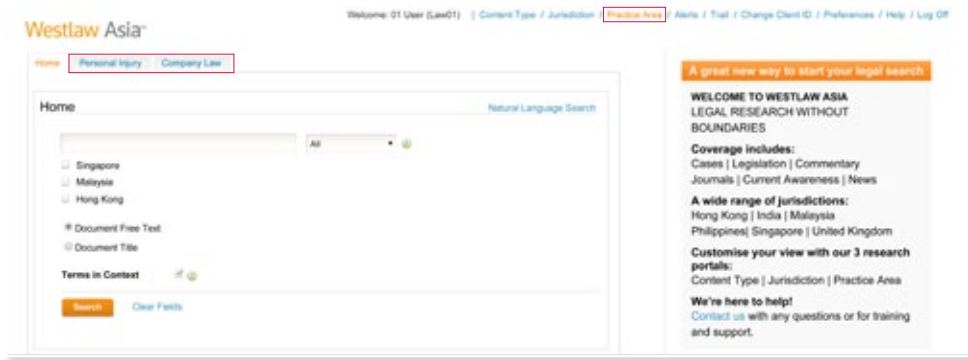 Welcome: 01 User (Law01) | Content Type / Jurisdiction / Practice Area / Alerts / Trail / Change Client ID / Preferences / Help / Log Off
Westlaw Asia
Home Personal Injury Company Law
Home
Natural Language Search
All
Singapore
Malaysia
Hong Kong
Document Free Text
Document Title
Terms in Context
Search Clear Fields
A great new way to start your legal search
WELCOME TO WESTLAW ASIA
LEGAL RESEARCH WITHOUT
BOUNDARIES
Coverage includes:
Cases | Legislation | Commentary
Journals | Current Awareness | News
A wide range of jurisdictions:
Hong Kong | India | Malaysia
Philippines| Singapore | United Kingdom
Customise your view with our 3 research
portals:
Content Type | Jurisdiction | Practice Area
We're here to help!
Contact us with any questions or for training
and support.